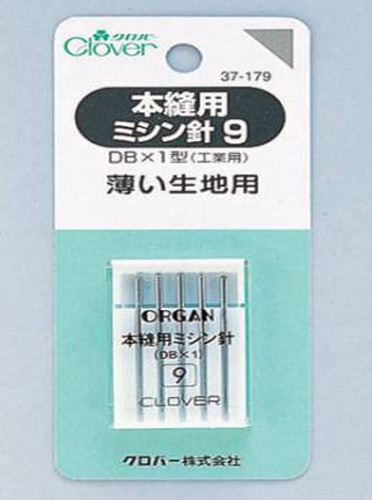 クロバー
Clover
37-179
本縫用
ミシン針 9
DB×1型(工業用)
薄い生地用
ORGAN
本縫用ミシン針
(DB×1)
9
CLOVER
クロバー株式会社